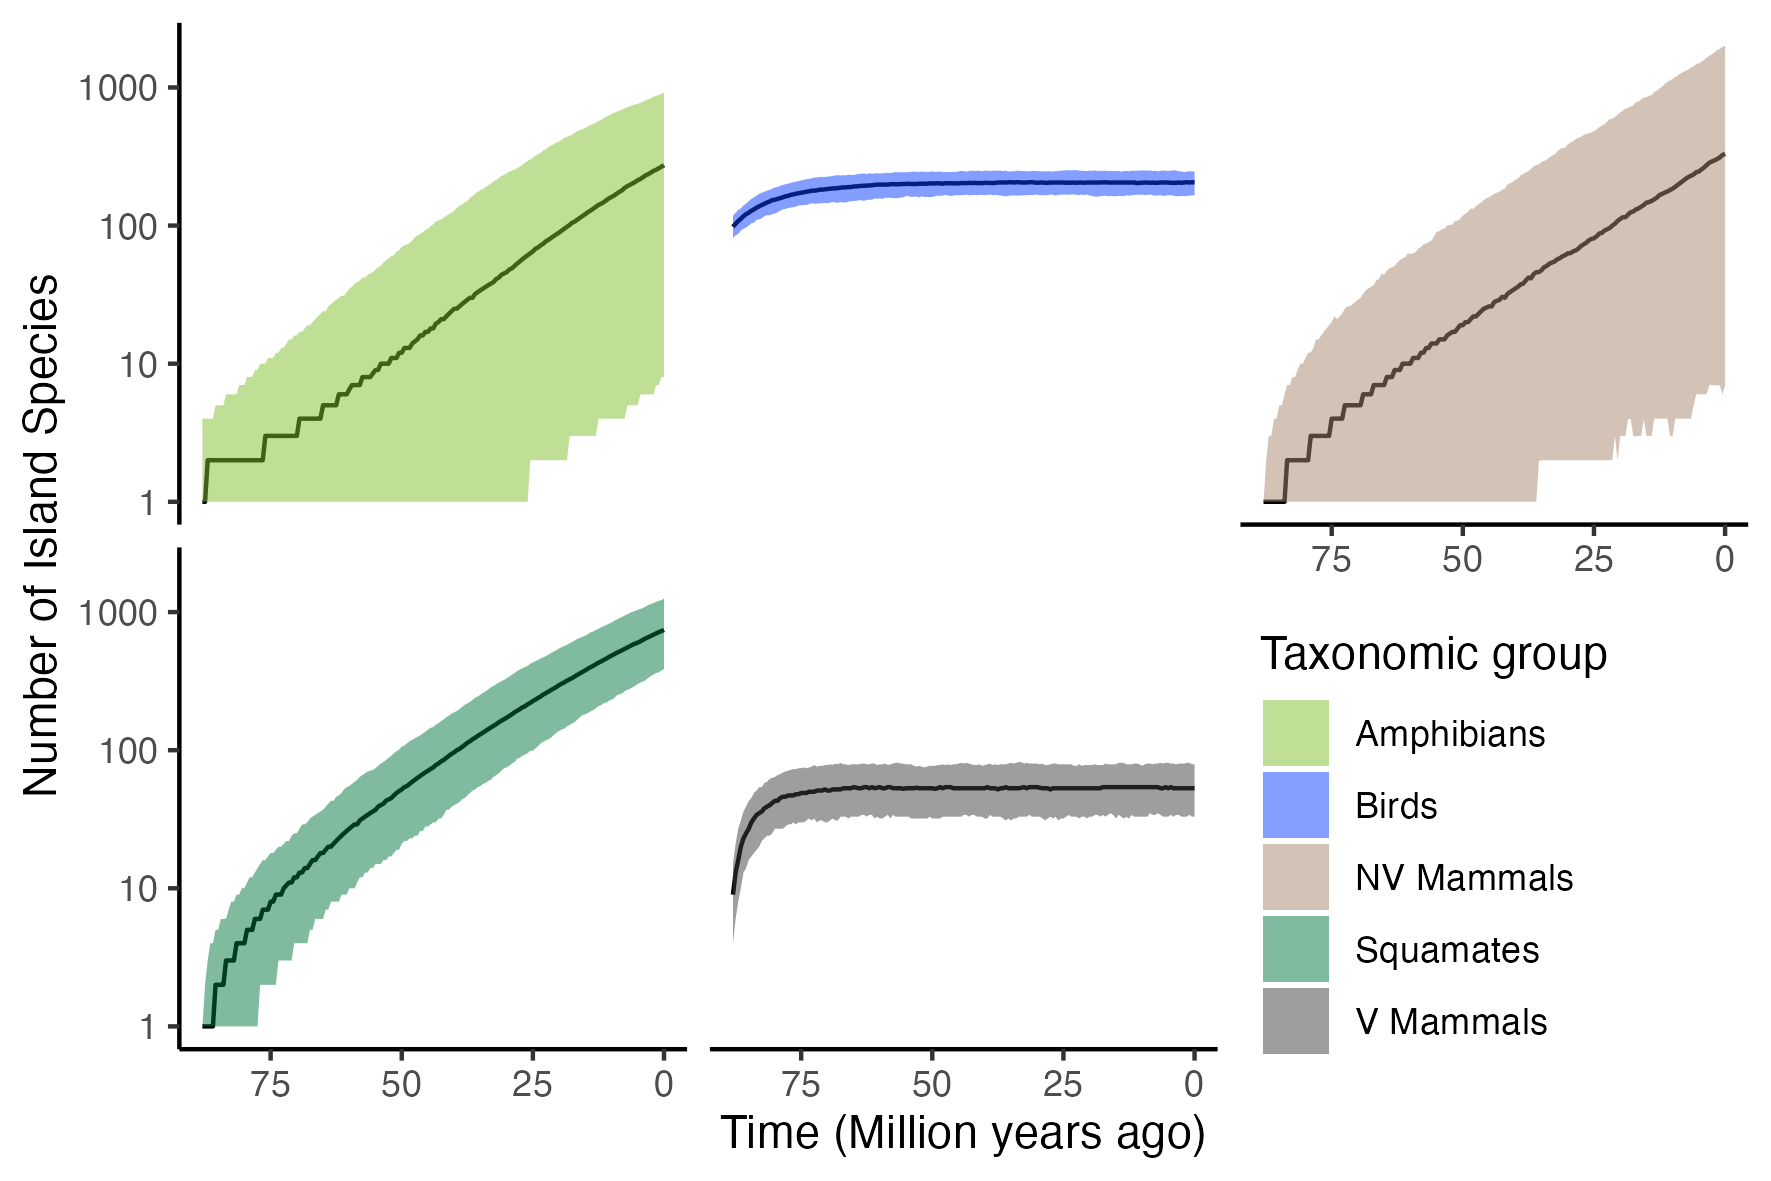 Number of Island Species
1000
100
10
1
75 50 25 0
1000
100
10
1
75 50 25 0
75 50 25 0
Time (Million years ago)
Taxonomic group
Amphibians
Birds
NV Mammals
Squamates
V Mammals